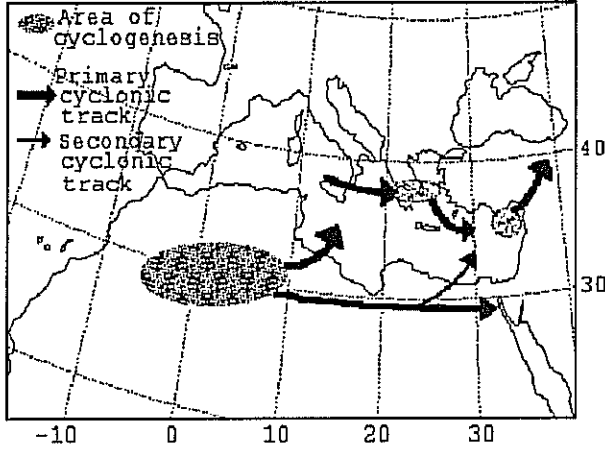 Area of
cyclogenesis
Primary
cyclonic
track
Secondary
cyclonic
track
40
30
-10 0 10 20 30